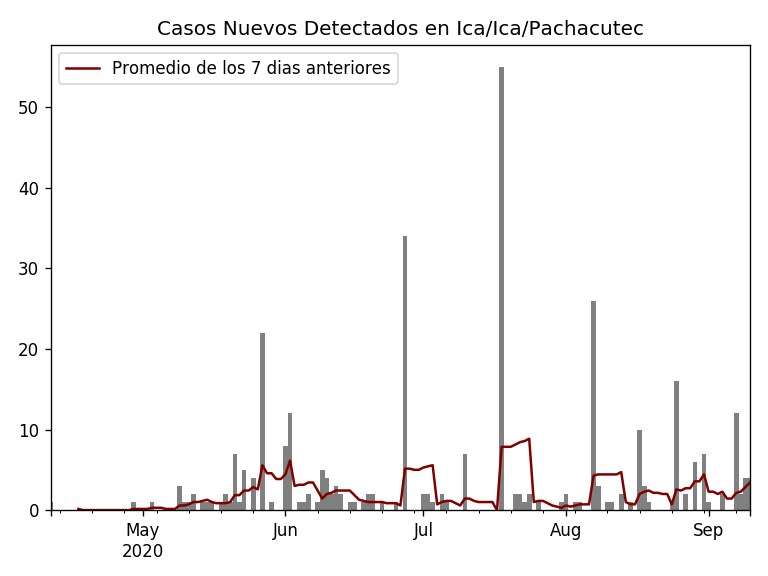 Casos Nuevos Detectados en Ica/Ica/Pachacutec
Promedio de los 7 dias anteriores
50
40
30
20
10
0
May Jun Jul Aug Sep
2020